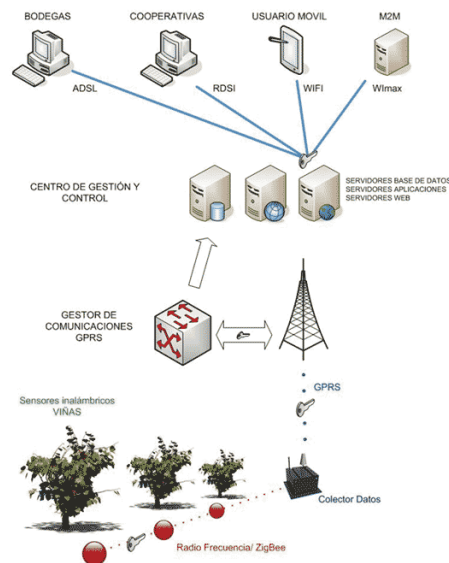 BODEGAS
COOPERATIVAS
USUARIO MOVIL
M2M
ADSL
RDSI
WIFI
WImax
CENTRO DE GESTIÓN Y
CONTROL
SERVIDORES BASE DE DATOS
SERVIDORES APLICACIONES
SERVIDORES WEB
GESTOR DE
COMUNICACIONES
GPRS
GPRS
Sensores inalámbricos
VIÑAS
Colector Datos
Radio Frecuencia/ ZigBee